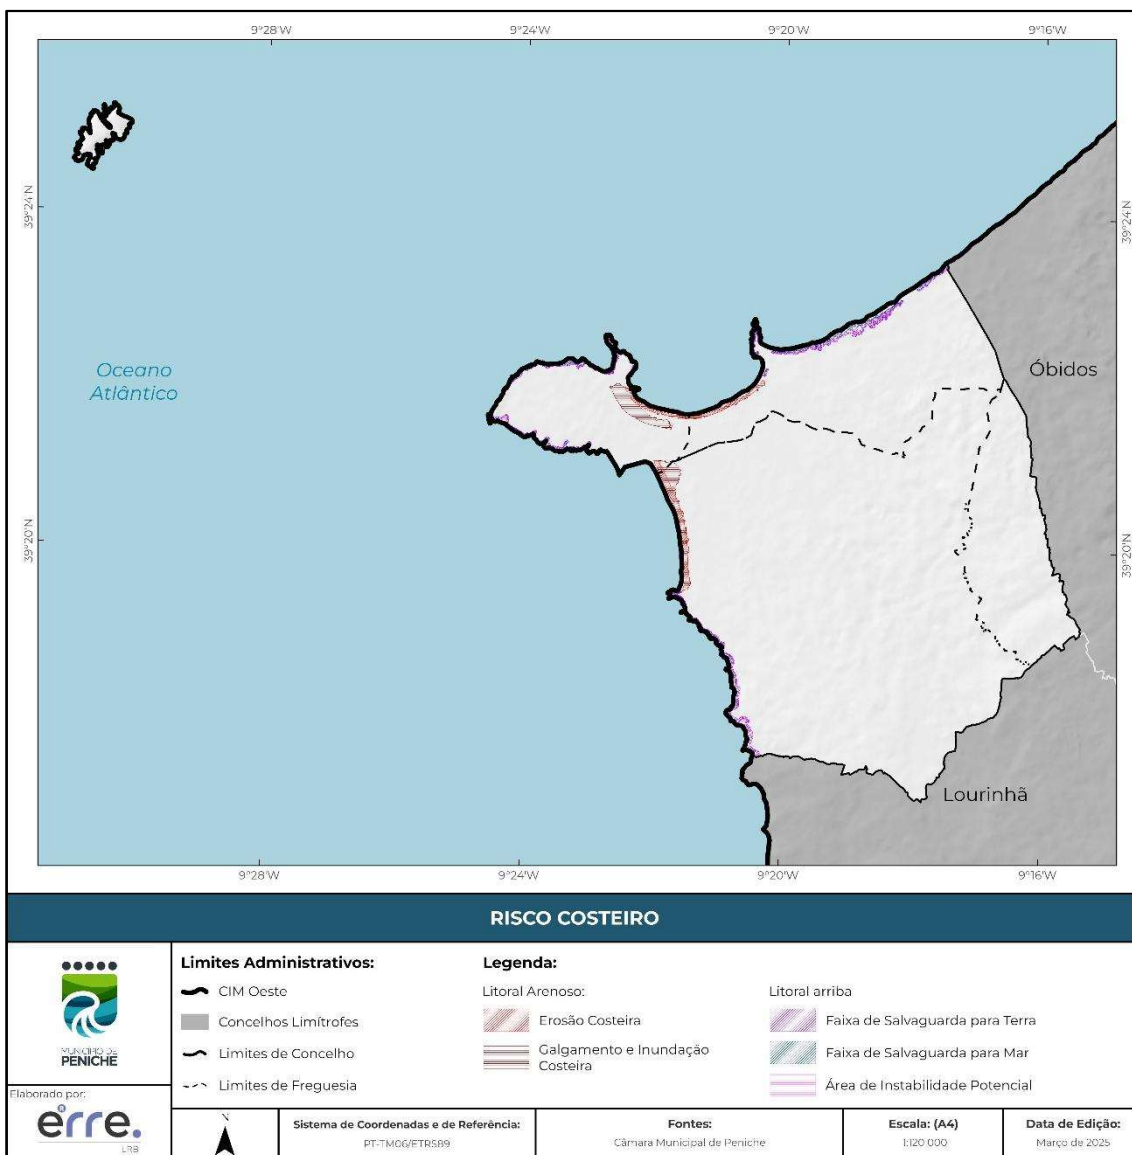 9°28'W
9°24'W
9°20'W
9°16'W
39°24'N
39°24'N
Oceano
Atlântico
Óbidos
39°20'N
39°20'N
Lourinhã
9°28'W
9°24'W
9°20'W
9°16'W
RISCO COSTEIRO
MUNICÍPIO DE
PENICHE
Limites Administrativos:
CIM Oeste
Concelhos Limítrofes
Limites de Concelho
Limites de Freguesia
Legenda:
Litoral Arenoso:
Erosão Costeira
Galgamento e Inundação
Costeira
Litoral arriba
Faixa de Salvaguarda para Terra
Faixa de Salvaguarda para Mar
Área de Instabilidade Potencial
Elaborado por:
erre.
LRB
N
Sistema de Coordenadas e de Referência:
PT-TM06/ETRS89
Fontes:
Câmara Municipal de Peniche
Escala: (A4)
1:120 000
Data de Edição:
Março de 2025